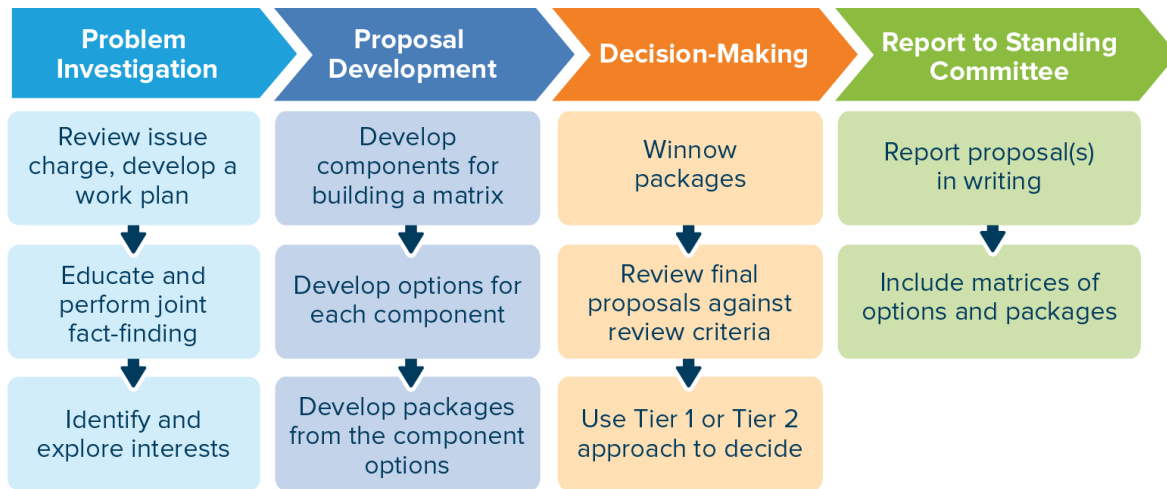 Problem
Investigation
Proposal
Development
Decision-Making
Report to Standing
Committee
Review issue
charge, develop a
work plan
Educate and
perform joint
fact-finding
Identify and
explore interests
Develop
components for
building a matrix
Develop options for
each component
Develop packages
from the component
options
Winnow
packages
Review final
proposals against
review criteria
Use Tier 1 or Tier 2
approach to decide
Report proposal(s)
in writing
Include matrices of
options and packages